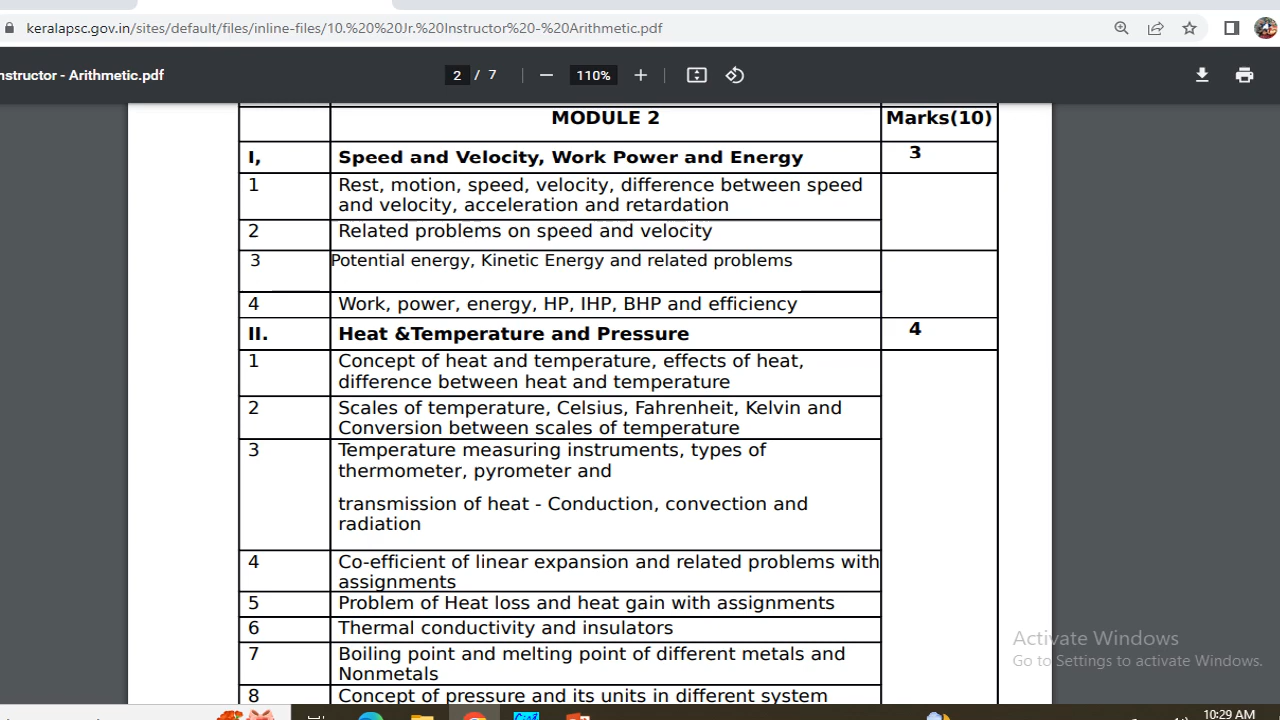 keralapsc.gov.in/sites/default/files/inline-files/10.%20%20Jr.%20Instructor%20-%20Arithmetic.pdf
nstructor - Arithmetic.pdf
2 / 7
110%
MODULE 2
Marks(10)
I,
Speed and Velocity, Work Power and Energy
3
1
Rest, motion, speed, velocity, difference between speed
and velocity, acceleration and retardation
2
Related problems on speed and velocity
3
Potential energy, Kinetic Energy and related problems
4
Work, power, energy, HP, IHP, BHP and efficiency
II.
Heat &Temperature and Pressure
4
1
Concept of heat and temperature, effects of heat,
difference between heat and temperature
2
Scales of temperature, Celsius, Fahrenheit, Kelvin and
Conversion between scales of temperature
3
Temperature measuring instruments, types of
thermometer, pyrometer and
transmission of heat - Conduction, convection and
radiation
4
Co-efficient of linear expansion and related problems with
assignments
5
Problem of Heat loss and heat gain with assignments
6
Thermal conductivity and insulators
7
Boiling point and melting point of different metals and
Nonmetals
8
Concept of pressure and its units in different system
Activate Windows
Go to Settings to activate Windows.
10:29 AM